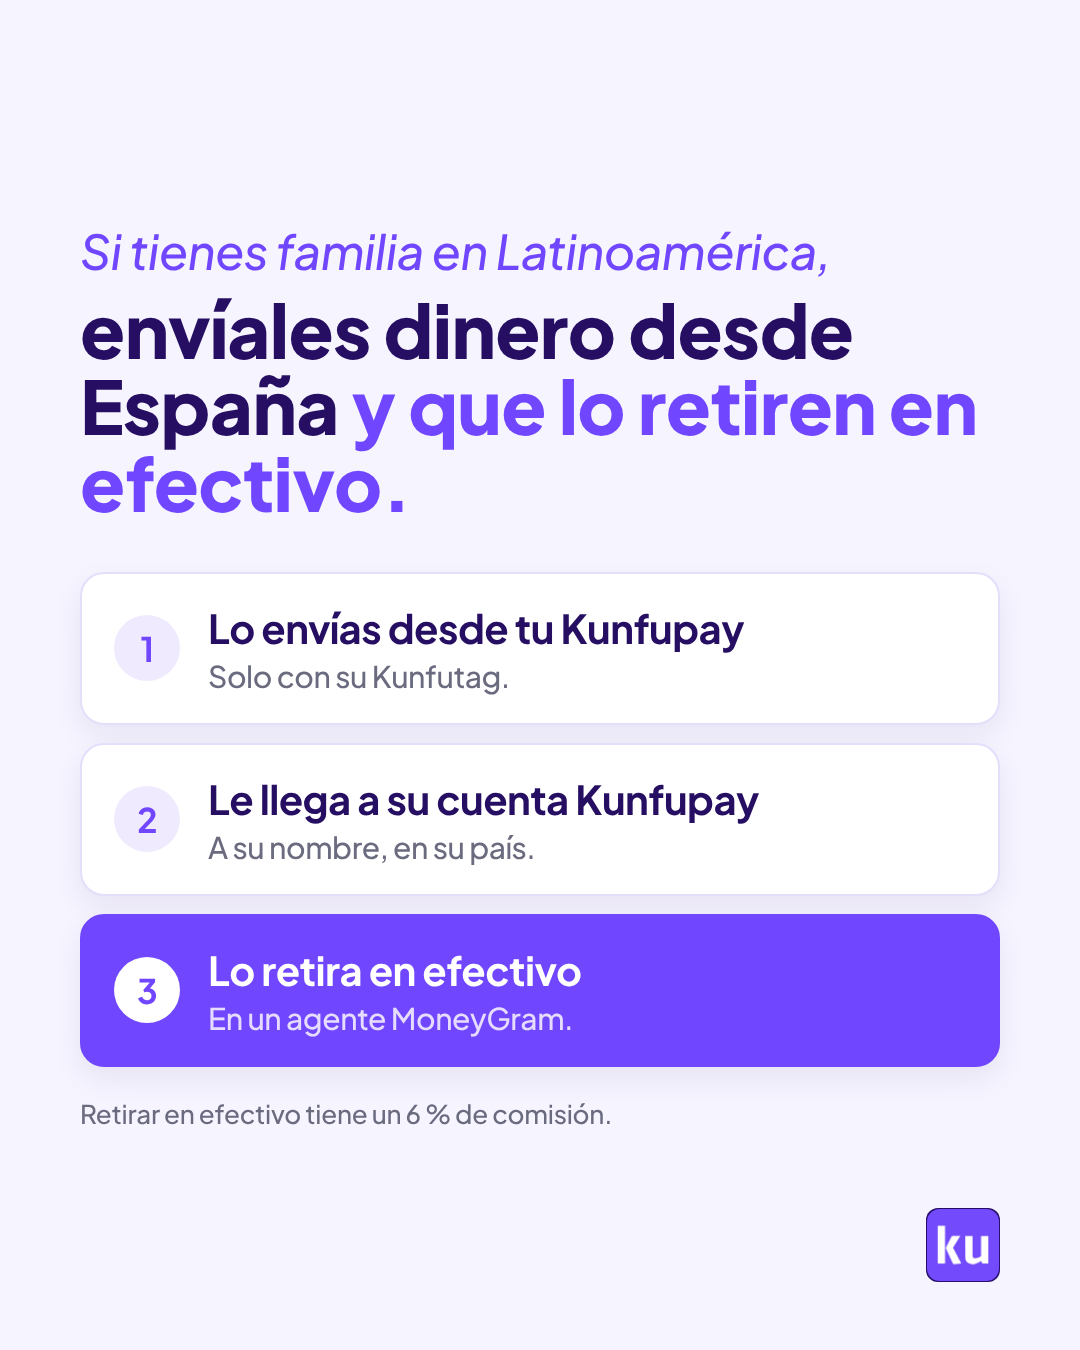 Si tienes familia en Latinoamérica,
envíales dinero desde
España y que lo retiren en
efectivo.
1
Lo envías desde tu Kunfupay
Solo con su Kunfutag.
2
Le llega a su cuenta Kunfupay
A su nombre, en su país.
3
Lo retira en efectivo
En un agente MoneyGram.
Retirar en efectivo tiene un 6 % de comisión.
ku